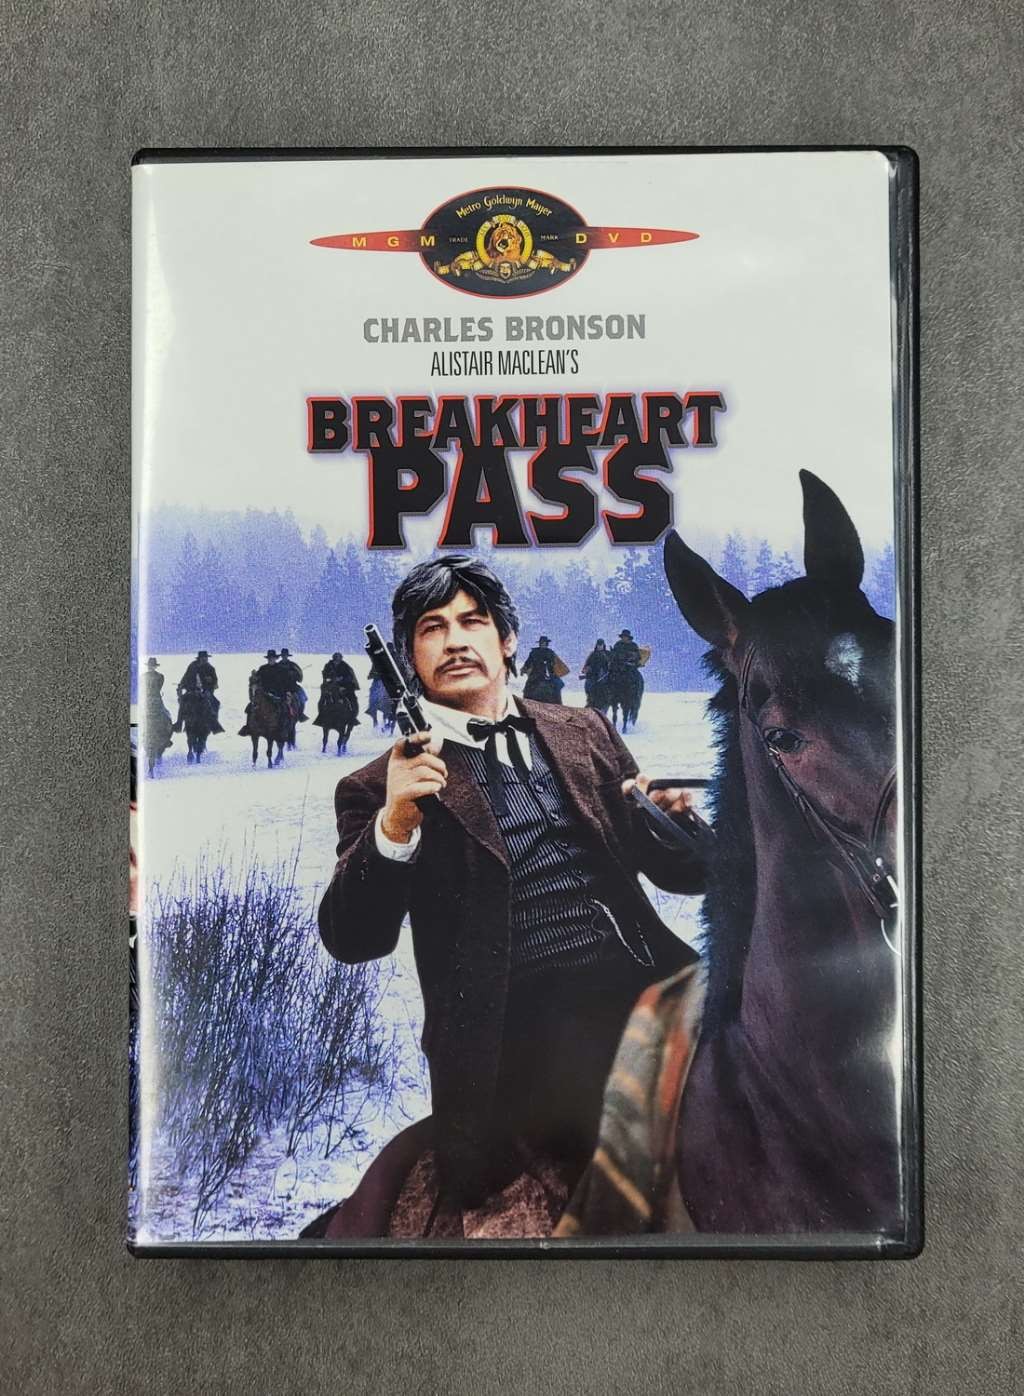 Metro Goldwyn Mayer
MGM TRADE MARK DVD
CHARLES BRONSON
ALISTAIR MACLEAN'S
BREAKHEART
PASS